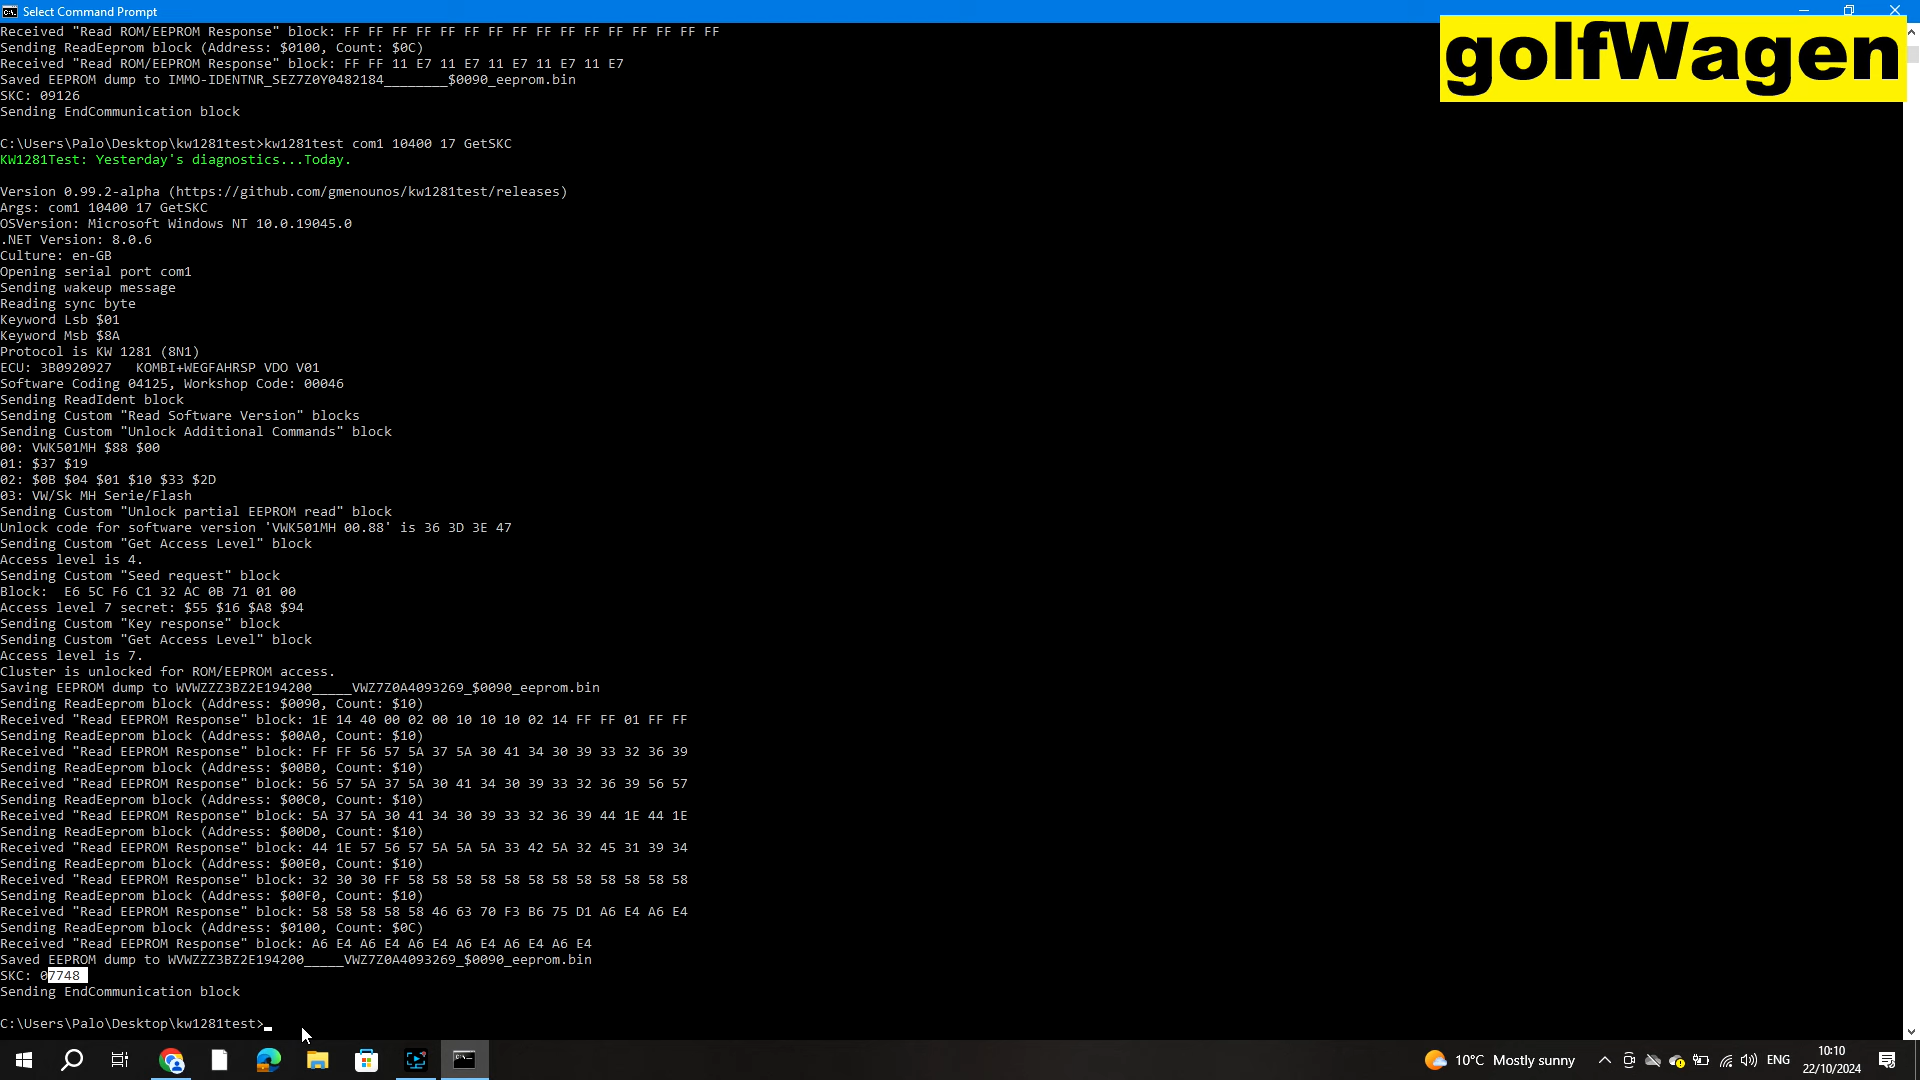 Select Command Prompt
golfWagen
Received "Read ROM/EEPROM Response" block: FF FF FF FF FF FF FF FF FF FF FF FF FF FF FF FF
Sending ReadEeprom block (Address: $0100, Count: $0C)
Received "Read ROM/EEPROM Response" block: FF FF 11 E7 11 E7 11 E7 11 E7 11 E7
Saved EEPROM dump to IMMO-IDENTNR_SEZ7Z0Y0482184________$0090_eeprom.bin
SKC: 09126
Sending EndCommunication block
C:\Users\Palo\Desktop\kw1281test>kw1281test com1 10400 17 GetSKC
KW1281Test: Yesterday's diagnostics...Today.
Version 0.99.2-alpha (https://github.com/gmenounos/kw1281test/releases)
Args: com1 10400 17 GetSKC
OSVersion: Microsoft Windows NT 10.0.19045.0
.NET Version: 8.0.6
Culture: en-GB
Opening serial port com1
Sending wakeup message
Reading sync byte
Keyword Lsb $01
Keyword Msb $8A
Protocol is KW 1281 (8N1)
ECU: 3B0920927   KOMBI+WEGFAHRSP VDO V01
Software Coding 04125, Workshop Code: 00046
Sending ReadIdent block
Sending Custom "Read Software Version" blocks
Sending Custom "Unlock Additional Commands" block
00: VWK501MH $88 $00
01: $37 $19
02: $0B $04 $01 $10 $33 $2D
03: VW/Sk MH Serie/Flash
Sending Custom "Unlock partial EEPROM read" block
Unlock code for software version 'VWK501MH 00.88' is 36 3D 3E 47
Sending Custom "Get Access Level" block
Access level is 4.
Sending Custom "Seed request" block
Block:  E6 5C F6 C1 32 AC 0B 71 01 00
Access level 7 secret: $55 $16 $A8 $94
Sending Custom "Key response" block
Sending Custom "Get Access Level" block
Access level is 7.
Cluster is unlocked for ROM/EEPROM access.
Saving EEPROM dump to WVWZZZ3BZ2E194200_____VWZ7Z0A4093269_$0090_eeprom.bin
Sending ReadEeprom block (Address: $0090, Count: $10)
Received "Read EEPROM Response" block: 1E 14 40 00 02 00 10 10 10 02 14 FF FF 01 FF FF
Sending ReadEeprom block (Address: $00A0, Count: $10)
Received "Read EEPROM Response" block: FF FF 56 57 5A 37 5A 30 41 34 30 39 33 32 36 39
Sending ReadEeprom block (Address: $00B0, Count: $10)
Received "Read EEPROM Response" block: 56 57 5A 37 5A 30 41 34 30 39 33 32 36 39 56 57
Sending ReadEeprom block (Address: $00C0, Count: $10)
Received "Read EEPROM Response" block: 5A 37 5A 30 41 34 30 39 33 32 36 39 44 1E 44 1E
Sending ReadEeprom block (Address: $00D0, Count: $10)
Received "Read EEPROM Response" block: 44 1E 57 56 57 5A 5A 5A 33 42 5A 32 45 31 39 34
Sending ReadEeprom block (Address: $00E0, Count: $10)
Received "Read EEPROM Response" block: 32 30 30 FF 58 58 58 58 58 58 58 58 58 58 58 58
Sending ReadEeprom block (Address: $00F0, Count: $10)
Received "Read EEPROM Response" block: 58 58 58 58 58 46 63 70 F3 B6 75 D1 A6 E4 A6 E4
Sending ReadEeprom block (Address: $0100, Count: $0C)
Received "Read EEPROM Response" block: A6 E4 A6 E4 A6 E4 A6 E4 A6 E4 A6 E4
Saved EEPROM dump to WVWZZZ3BZ2E194200_____VWZ7Z0A4093269_$0090_eeprom.bin
SKC: 07748
Sending EndCommunication block
C:\Users\Palo\Desktop\kw1281test>
10°C Mostly sunny
ENG
10:10
22/10/2024